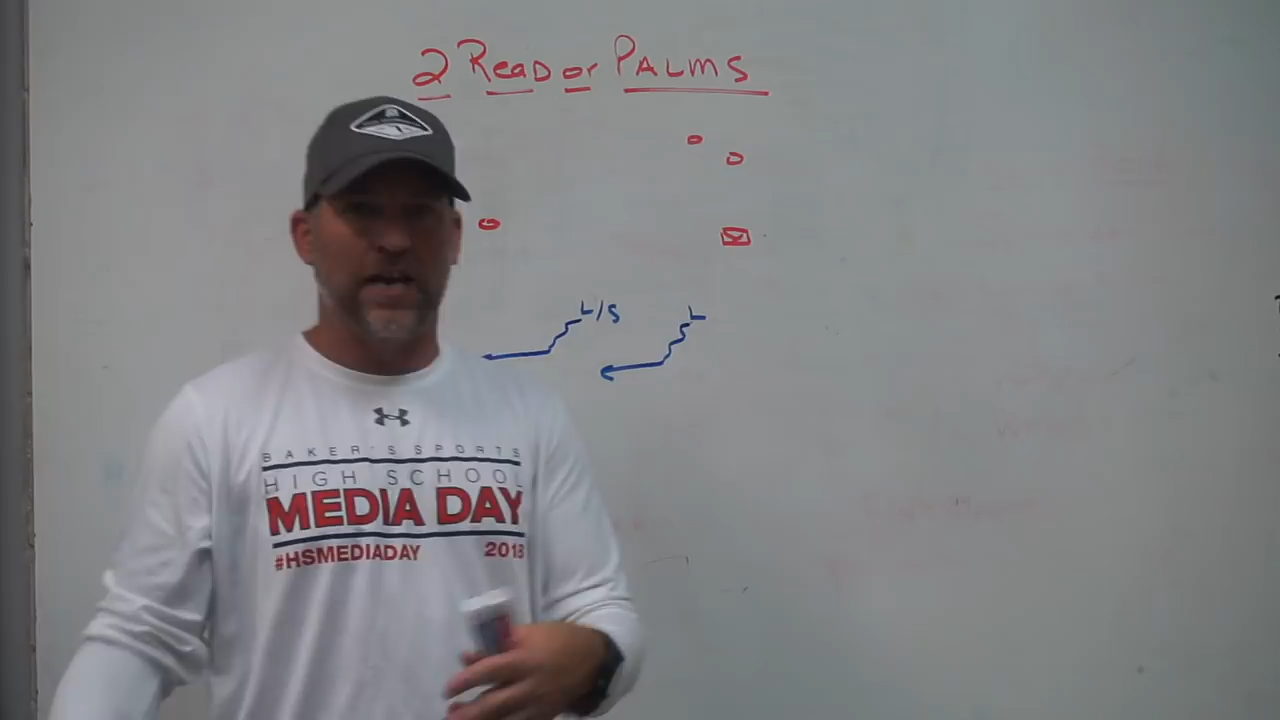 2 Read or PALMS
L/S
L
BAKER'S SPORTS
HIGH SCHOOL
MEDIA DAY
#HSMEDIADAY 2018